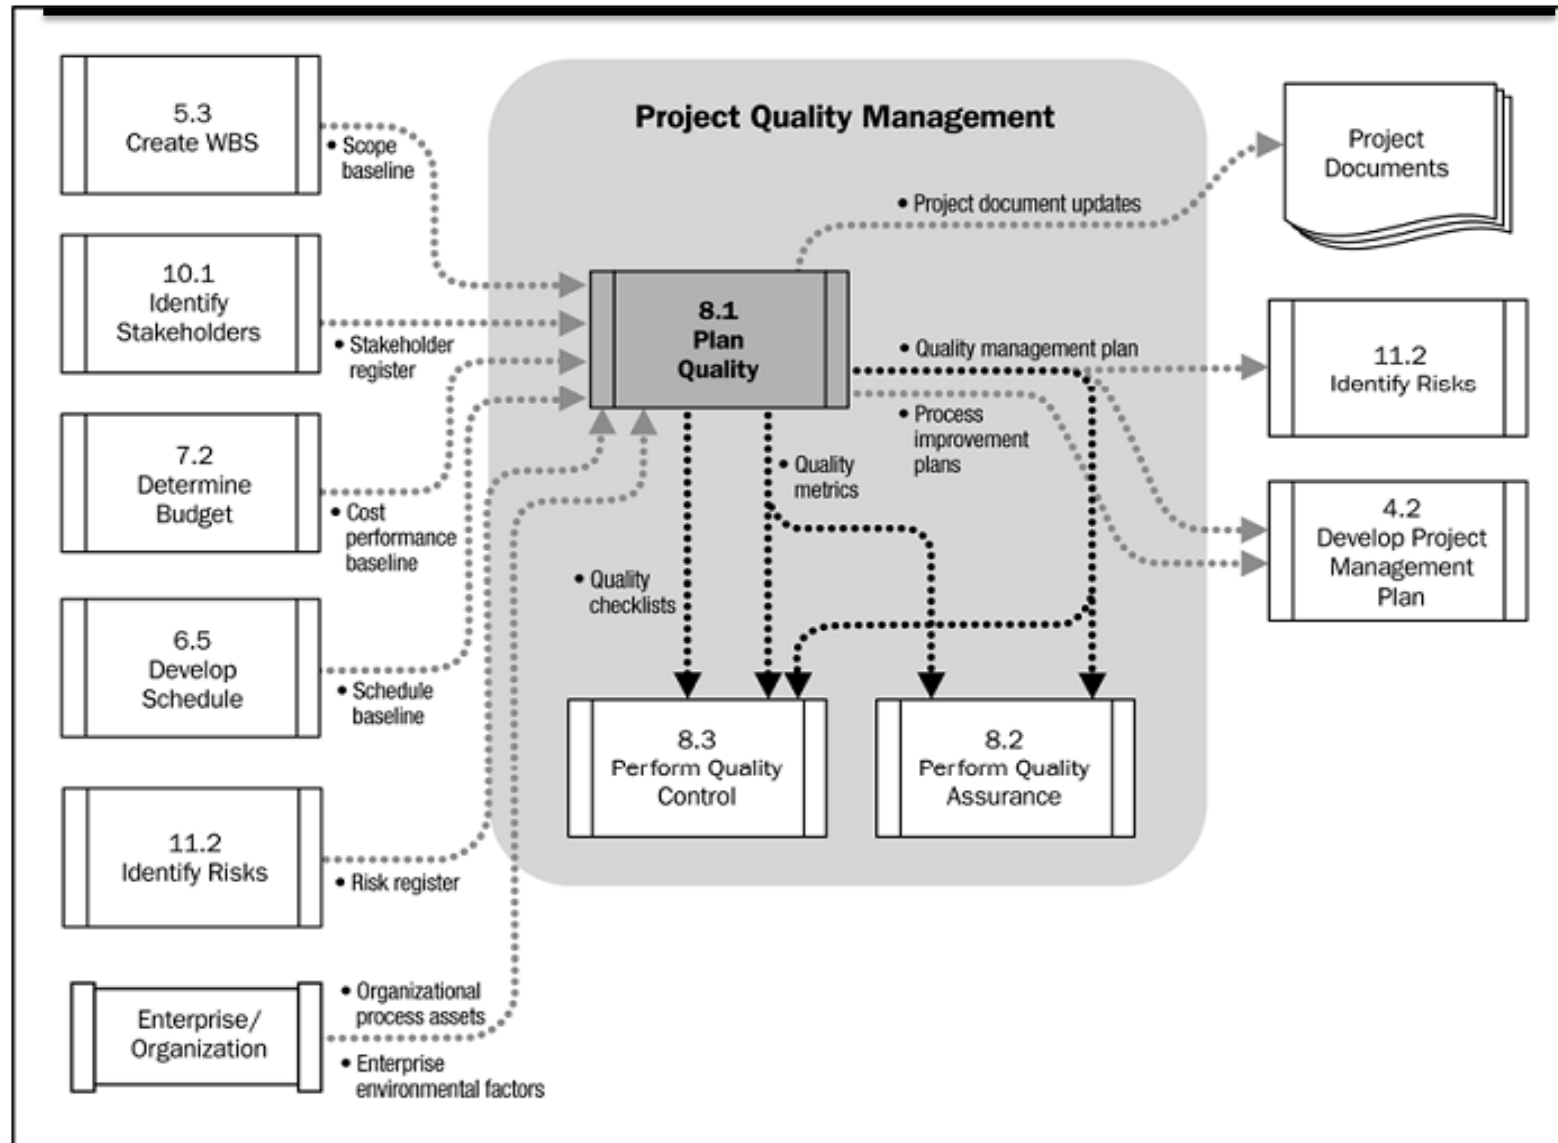 Project Quality Management
5.3
Create WBS
• Scope
baseline
10.1
Identify
Stakeholders
• Stakeholder
register
7.2
Determine
Budget
• Cost
performance
baseline
6.5
Develop
Schedule
• Schedule
baseline
11.2
Identify Risks
• Risk register
Enterprise/
Organization
• Organizational
process assets
• Enterprise
environmental factors
8.1
Plan
Quality
• Project document updates
• Quality management plan
• Process
improvement
plans
• Quality
metrics
• Quality
checklists
8.3
Perform Quality
Control
8.2
Perform Quality
Assurance
Project
Documents
11.2
Identify Risks
4.2
Develop Project
Management
Plan